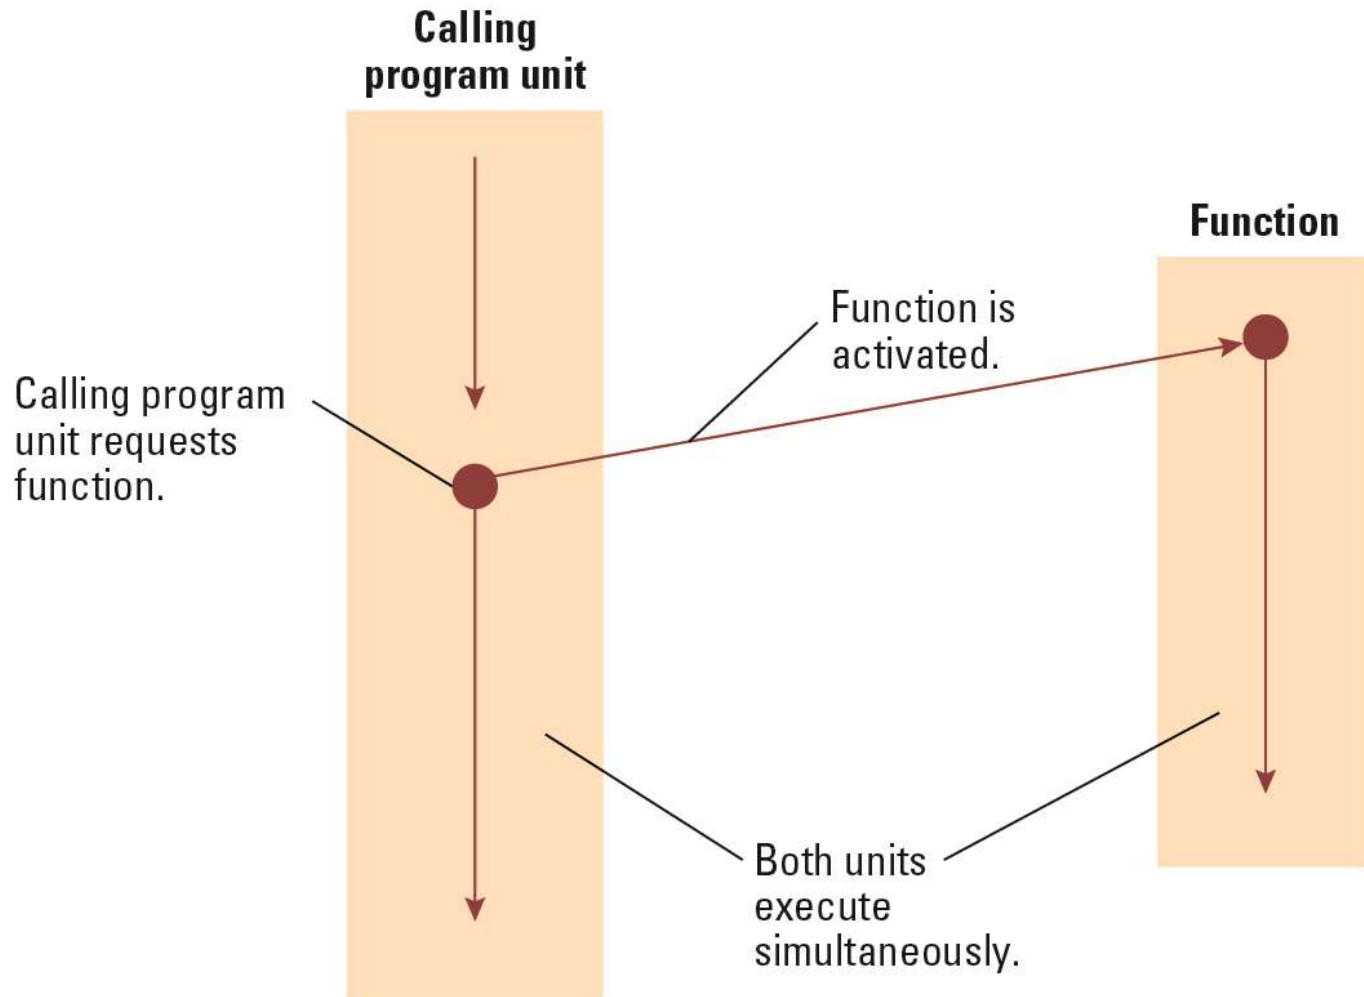 Calling
program unit
Function
Function is
activated.
Calling program
unit requests
function.
Both units
execute
simultaneously.